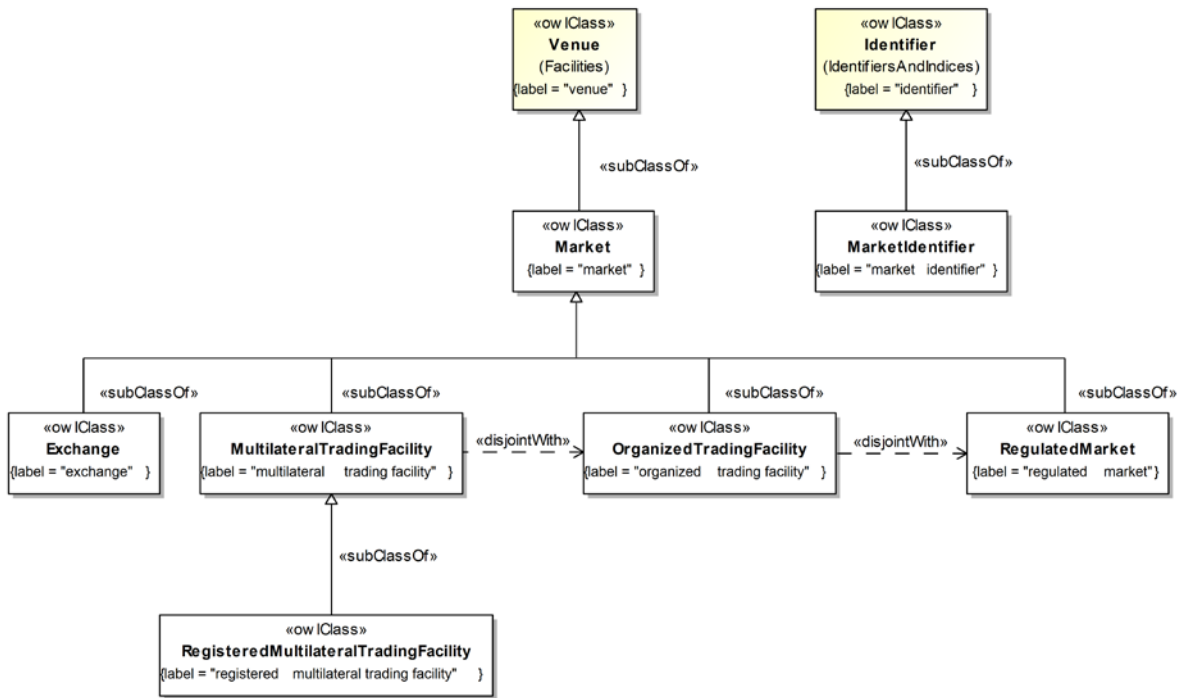 «owlClass»
Venue
(Facilities)
{label = "venue" }
«owlClass»
Identifier
(IdentifiersAndIndices)
{label = "identifier" }
«subClassOf»
«subClassOf»
«owlClass»
Market
{label = "market" }
«owlClass»
MarketIdentifier
{label = "market identifier" }
«subClassOf»
«subClassOf»
«subClassOf»
«subClassOf»
«owlClass»
Exchange
{label = "exchange" }
«owlClass»
MultilateralTradingFacility
{label = "multilateral trading facility" }
«disjointWith»
«owlClass»
OrganizedTradingFacility
{label = "organized trading facility" }
«disjointWith»
«owlClass»
RegulatedMarket
{label = "regulated market" }
«subClassOf»
«owlClass»
RegisteredMultilateralTradingFacility
{label = "registered multilateral trading facility" }